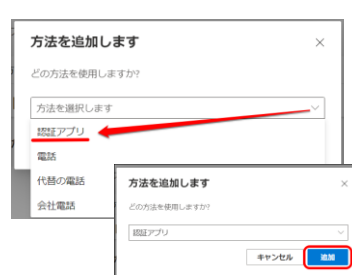 方法を追加します
どの方法を使用しますか?
方法を選択します
認証アプリ
電話
代替の電話
会社電話
方法を追加します
どの方法を使用しますか?
認証アプリ
キャンセル 追加